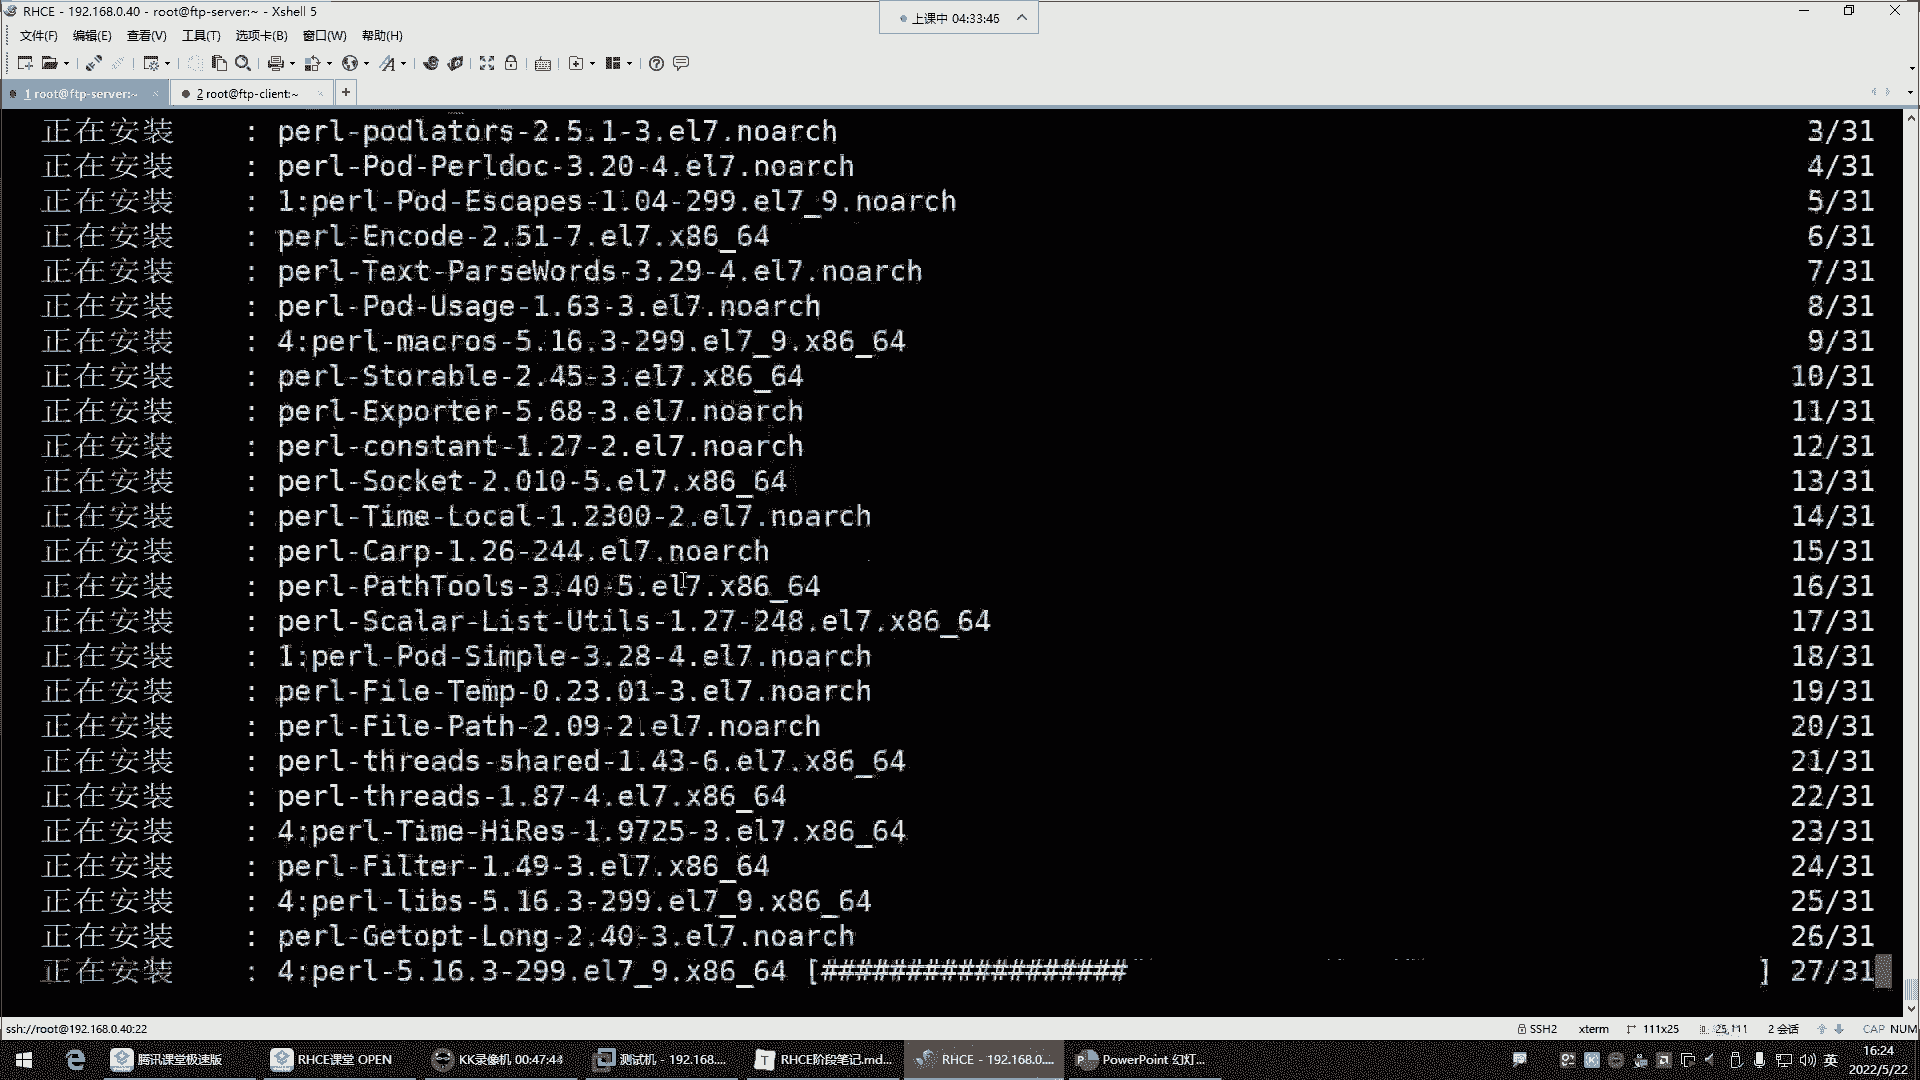 RHCE - 192.168.0.40 - root@ftp-server:~ - Xshell 5
上课中 04:33:46
文件(F) 编辑(E) 查看(V) 工具(T) 选项卡(B) 窗口(W) 帮助(H)
1 root@ftp-server:~ 2 root@ftp-client:~
正在安装 : perl-podlators-2.5.1-3.el7.noarch 3/31
正在安装 : perl-Pod-Perldoc-3.20-4.el7.noarch 4/31
正在安装 : 1:perl-Pod-Escapes-1.04-299.el7_9.noarch 5/31
正在安装 : perl-Encode-2.51-7.el7.x86_64 6/31
正在安装 : perl-Text-ParseWords-3.29-4.el7.noarch 7/31
正在安装 : perl-Pod-Usage-1.63-3.el7.noarch 8/31
正在安装 : 4:perl-macros-5.16.3-299.el7_9.x86_64 9/31
正在安装 : perl-Storable-2.45-3.el7.x86_64 10/31
正在安装 : perl-Exporter-5.68-3.el7.noarch 11/31
正在安装 : perl-constant-1.27-2.el7.noarch 12/31
正在安装 : perl-Socket-2.010-5.el7.x86_64 13/31
正在安装 : perl-Time-Local-1.2300-2.el7.noarch 14/31
正在安装 : perl-Carp-1.26-244.el7.noarch 15/31
正在安装 : perl-PathTools-3.40-5.el7.x86_64 16/31
正在安装 : perl-Scalar-List-Utils-1.27-248.el7.x86_64 17/31
正在安装 : 1:perl-Pod-Simple-3.28-4.el7.noarch 18/31
正在安装 : perl-File-Temp-0.23.01-3.el7.noarch 19/31
正在安装 : perl-File-Path-2.09-2.el7.noarch 20/31
正在安装 : perl-threads-shared-1.43-6.el7.x86_64 21/31
正在安装 : perl-threads-1.87-4.el7.x86_64 22/31
正在安装 : 4:perl-Time-HiRes-1.9725-3.el7.x86_64 23/31
正在安装 : perl-Filter-1.49-3.el7.x86_64 24/31
正在安装 : 4:perl-libs-5.16.3-299.el7_9.x86_64 25/31
正在安装 : perl-Getopt-Long-2.40-3.el7.noarch 26/31
正在安装 : 4:perl-5.16.3-299.el7_9.x86_64 [################## ] 27/31
ssh://root@192.168.0.40:22 SSH2 xterm 111x25 25,111 2 会话 CAP NUM
腾讯课堂极速版 RHCE课堂 OPEN KK录像机 00:47:44 测试机 - 192.168.... RHCE阶段笔记.md... RHCE - 192.168.0.... PowerPoint 幻灯... 英 16:24
2022/5/22